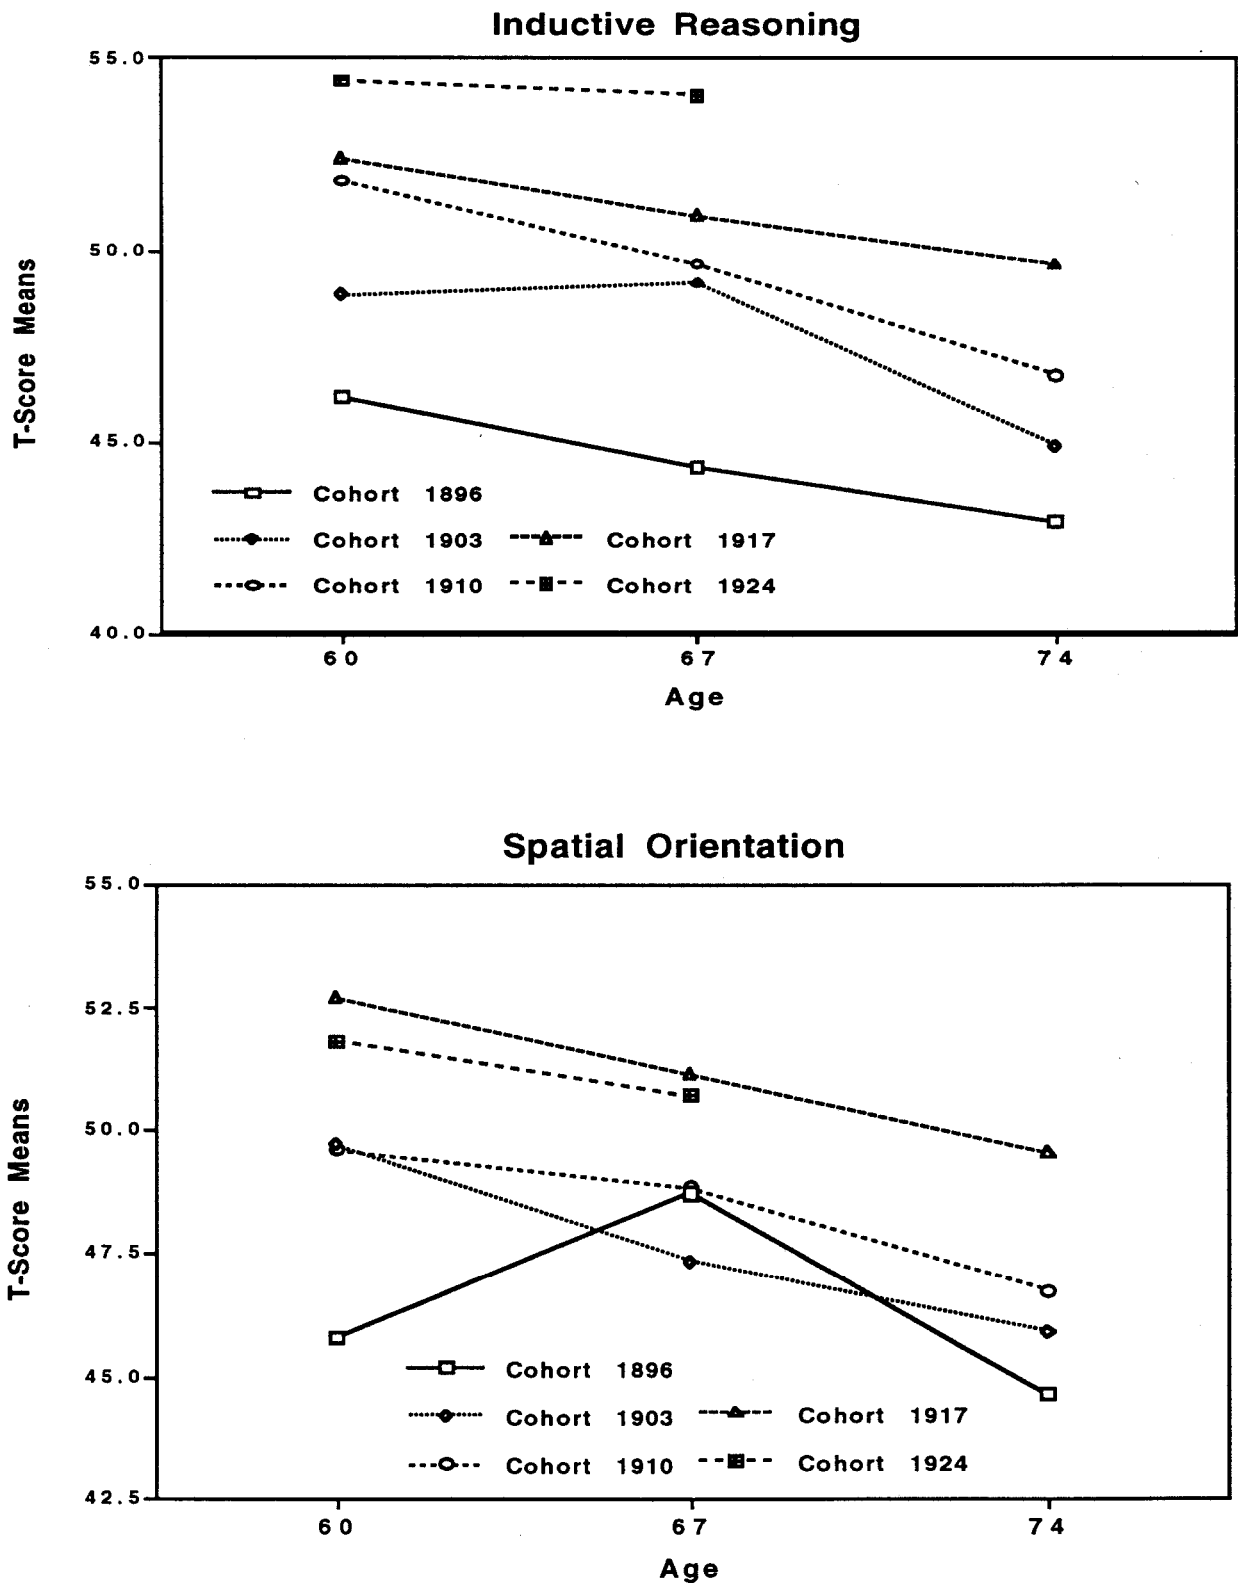 Inductive Reasoning
55.0
50.0
45.0
40.0
T-Score Means
Cohort 1896
Cohort 1903
Cohort 1917
Cohort 1910
Cohort 1924
60 67 74
Age
Spatial Orientation
55.0
52.5
50.0
47.5
45.0
42.5
T-Score Means
Cohort 1896
Cohort 1903
Cohort 1917
Cohort 1910
Cohort 1924
60 67 74
Age